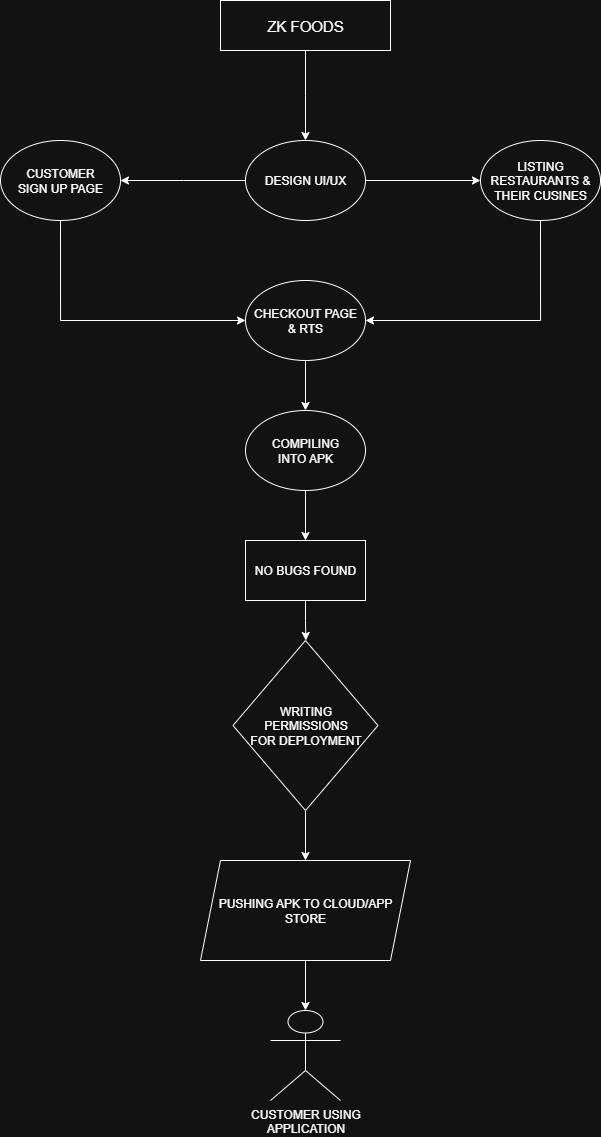 ZK FOODS
CUSTOMER
SIGN UP PAGE
DESIGN UI/UX
LISTING
RESTAURANTS &
THEIR CUSINES
CHECKOUT PAGE
& RTS
COMPILING
INTO APK
NO BUGS FOUND
WRITING
PERMISSIONS
FOR DEPLOYMENT
PUSHING APK TO CLOUD/APP
STORE
CUSTOMER USING
APPLICATION